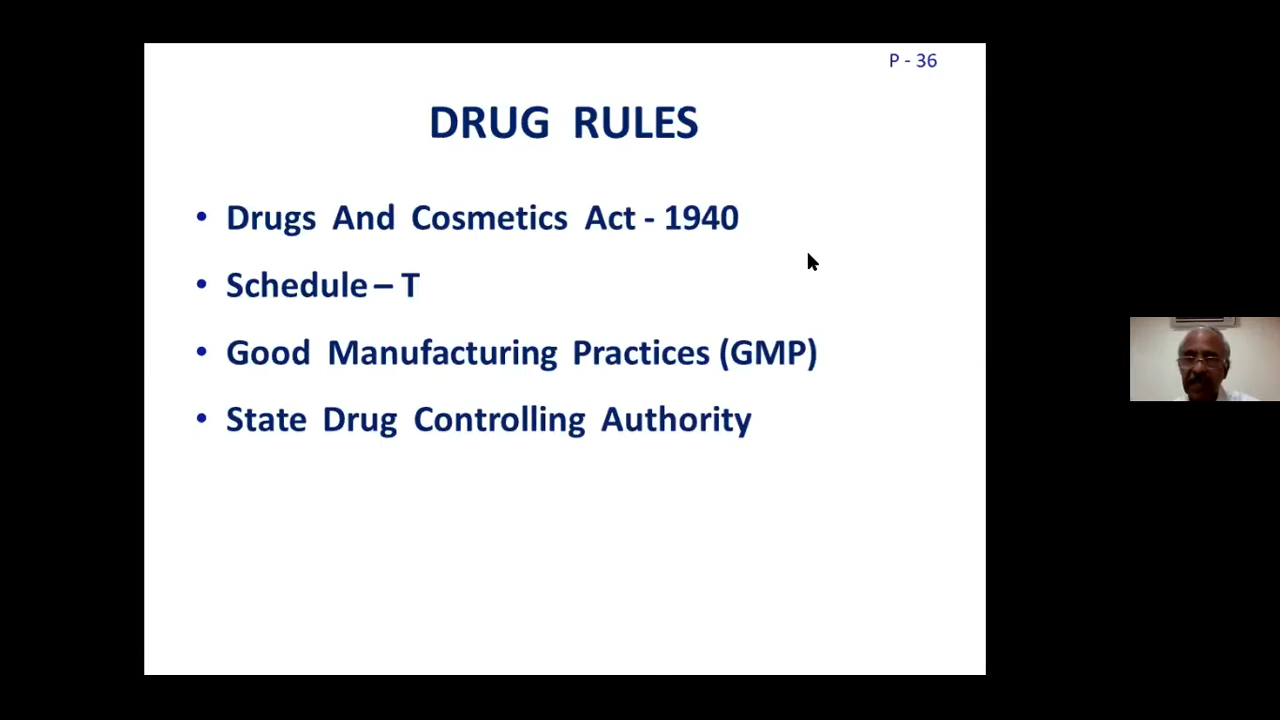 P - 36
DRUG RULES
• Drugs And Cosmetics Act - 1940
• Schedule – T
• Good Manufacturing Practices (GMP)
• State Drug Controlling Authority